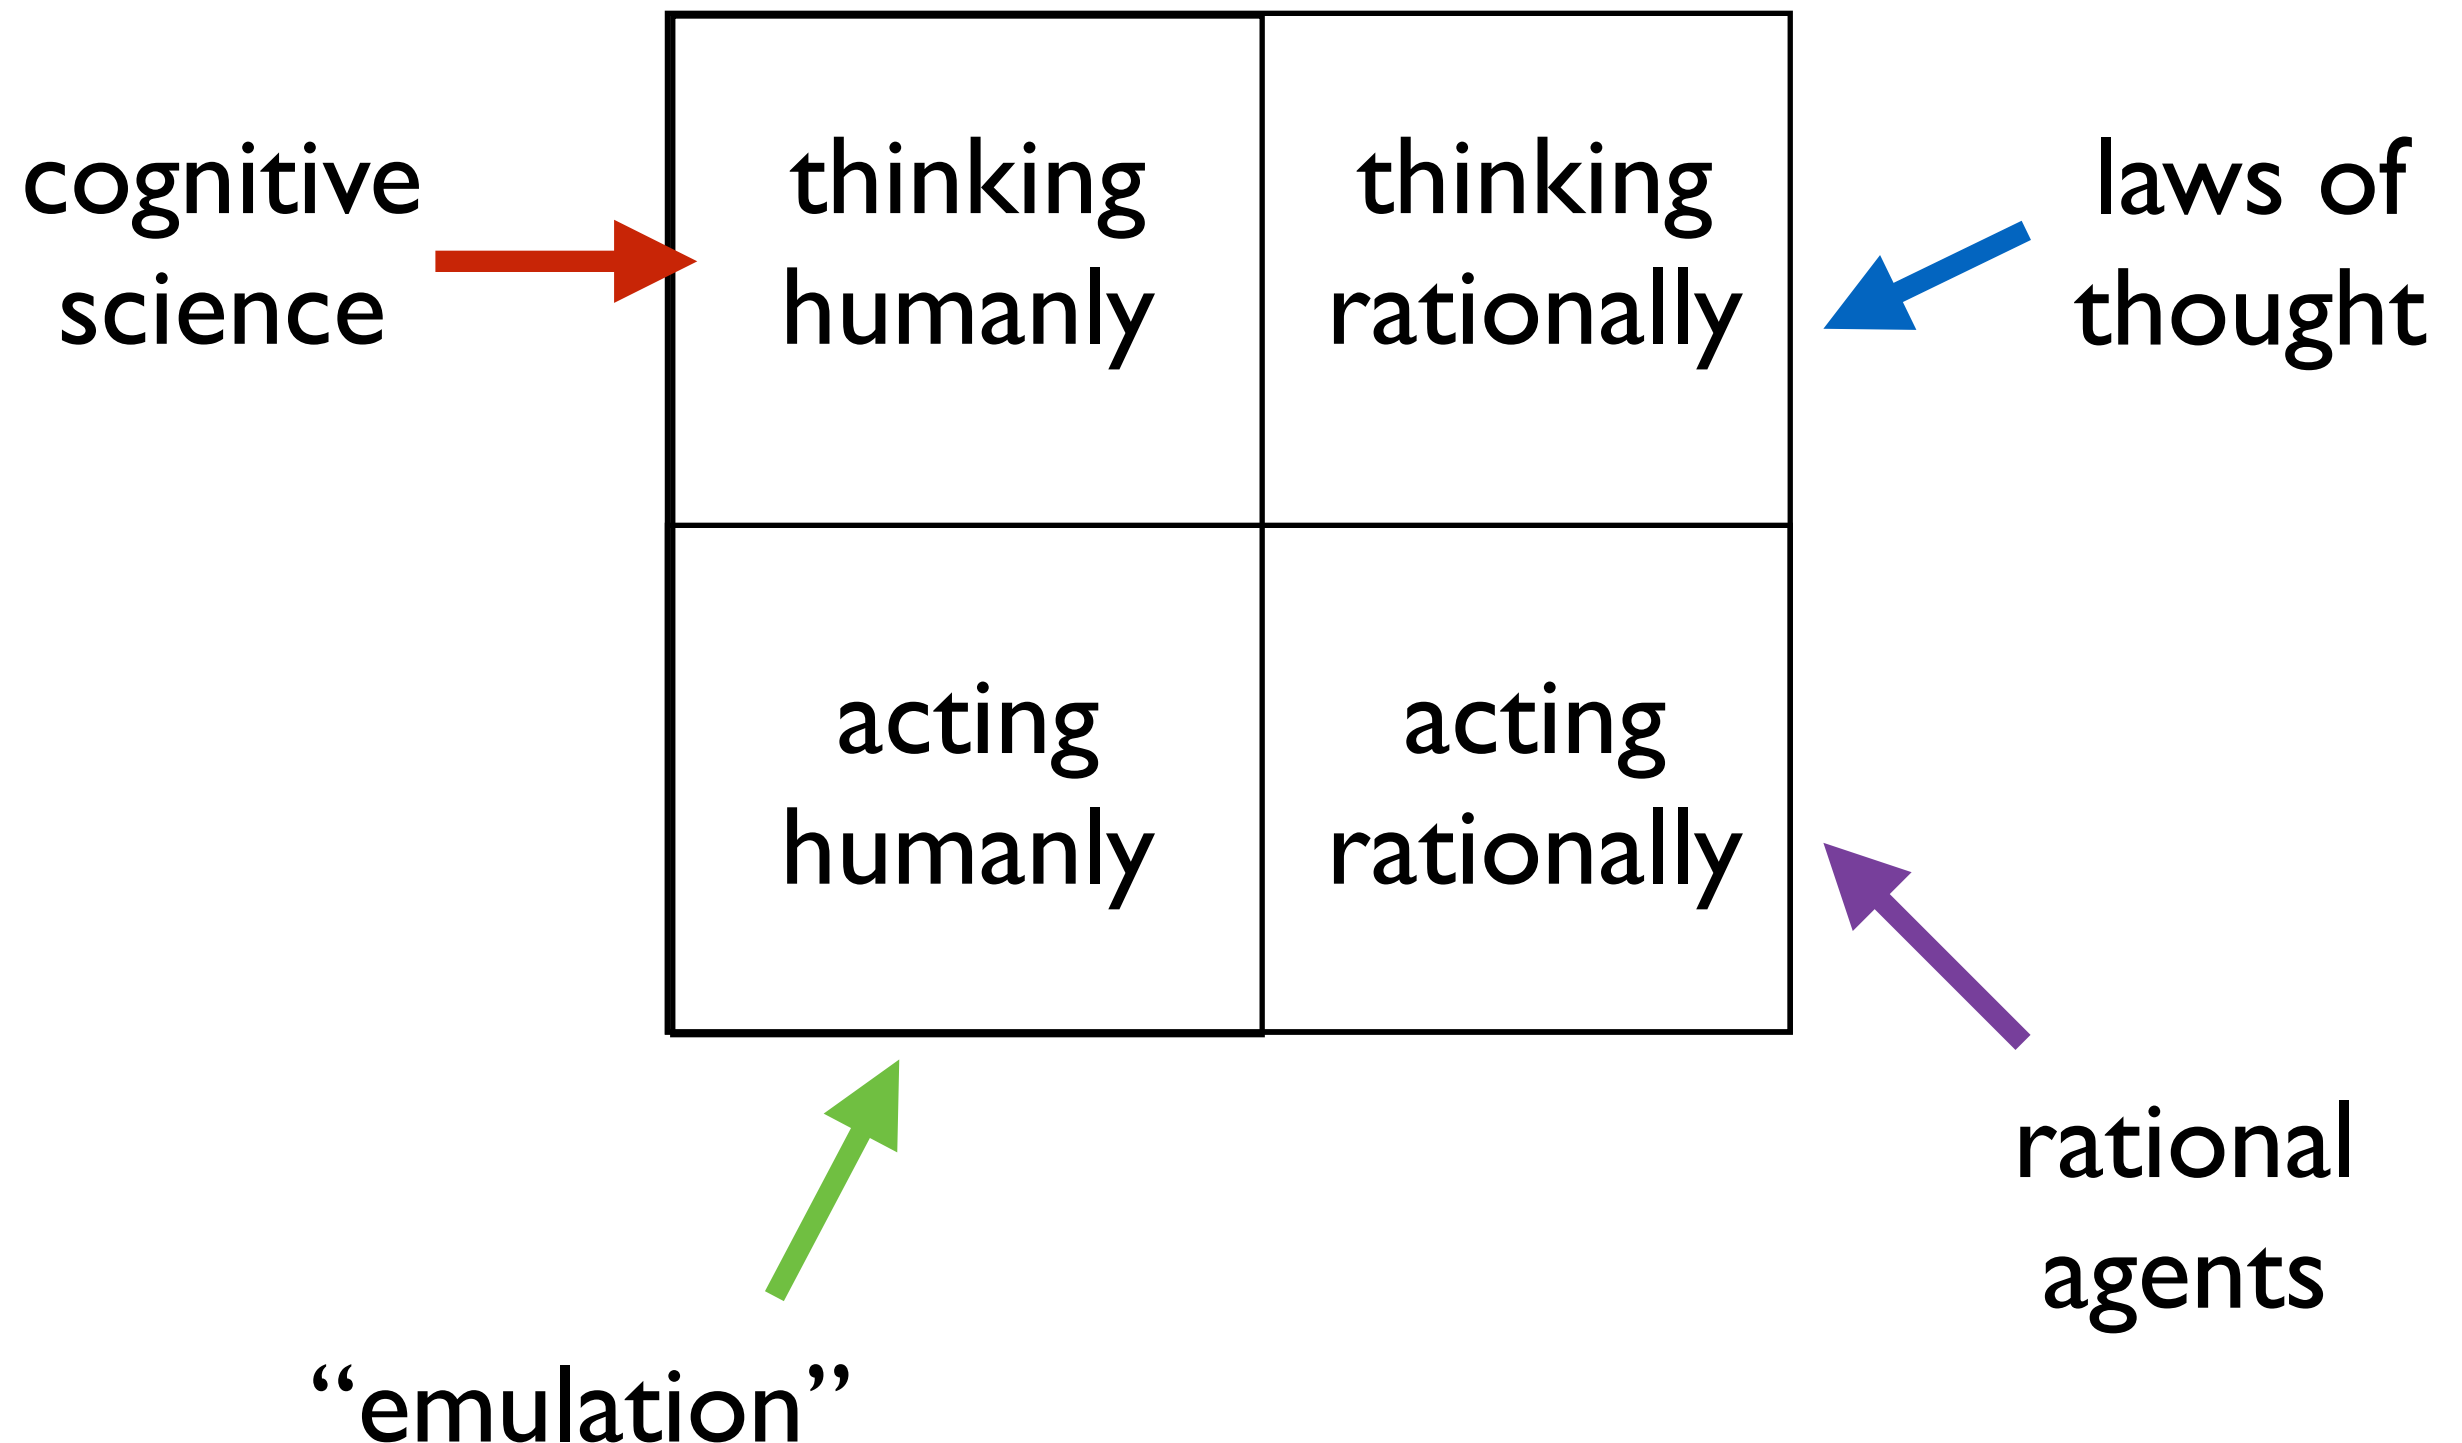 cognitive
science
thinking
humanly
thinking
rationally
laws of
thought
acting
humanly
acting
rationally
rational
agents
“emulation”